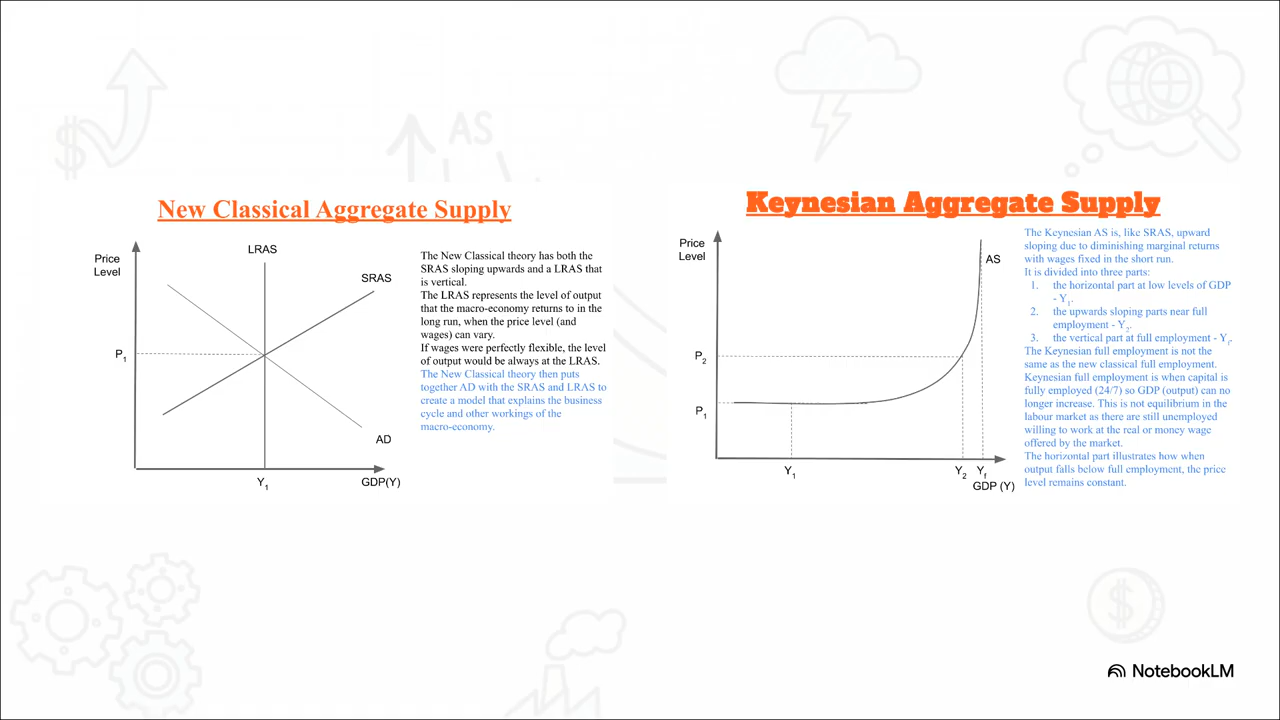 AS
New Classical Aggregate Supply
Price
Level
LRAS
SRAS
P1
AD
Y1
GDP(Y)
The New Classical theory has both the
SRAS sloping upwards and a LRAS that
is vertical.
The LRAS represents the level of output
that the macro-economy returns to in the
long run, when the price level (and
wages) can vary.
If wages were perfectly flexible, the level
of output would be always at the LRAS.
The New Classical theory then puts
together AD with the SRAS and LRAS to
create a model that explains the business
cycle and other workings of the
macro-economy.
Keynesian Aggregate Supply
Price
Level
AS
P2
P1
Y1
Y2
Yf
GDP (Y)
The Keynesian AS is, like SRAS, upward
sloping due to diminishing marginal returns
with wages fixed in the short run.
It is divided into three parts:
1. the horizontal part at low levels of GDP
- Y1.
2. the upwards sloping parts near full
employment - Y2.
3. the vertical part at full employment - Yf.
The Keynesian full employment is not the
same as the new classical full employment.
Keynesian full employment is when capital is
fully employed (24/7) so GDP (output) can no
longer increase. This is not equilibrium in the
labour market as there are still unemployed
willing to work at the real or money wage
offered by the market.
The horizontal part illustrates how when
output falls below full employment, the price
level remains constant.
NotebookLM